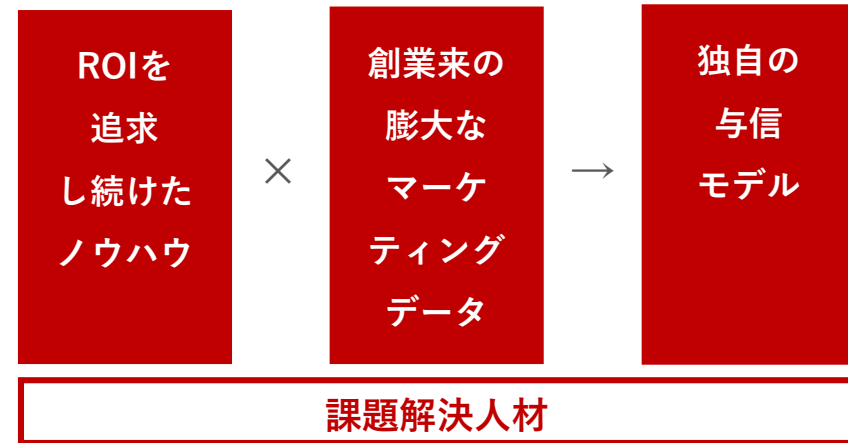 ROIを
追求
し続けた
ノウハウ
×
創業来の
膨大な
マーケ
ティング
データ
→
独自の
与信
モデル
課題解決人材